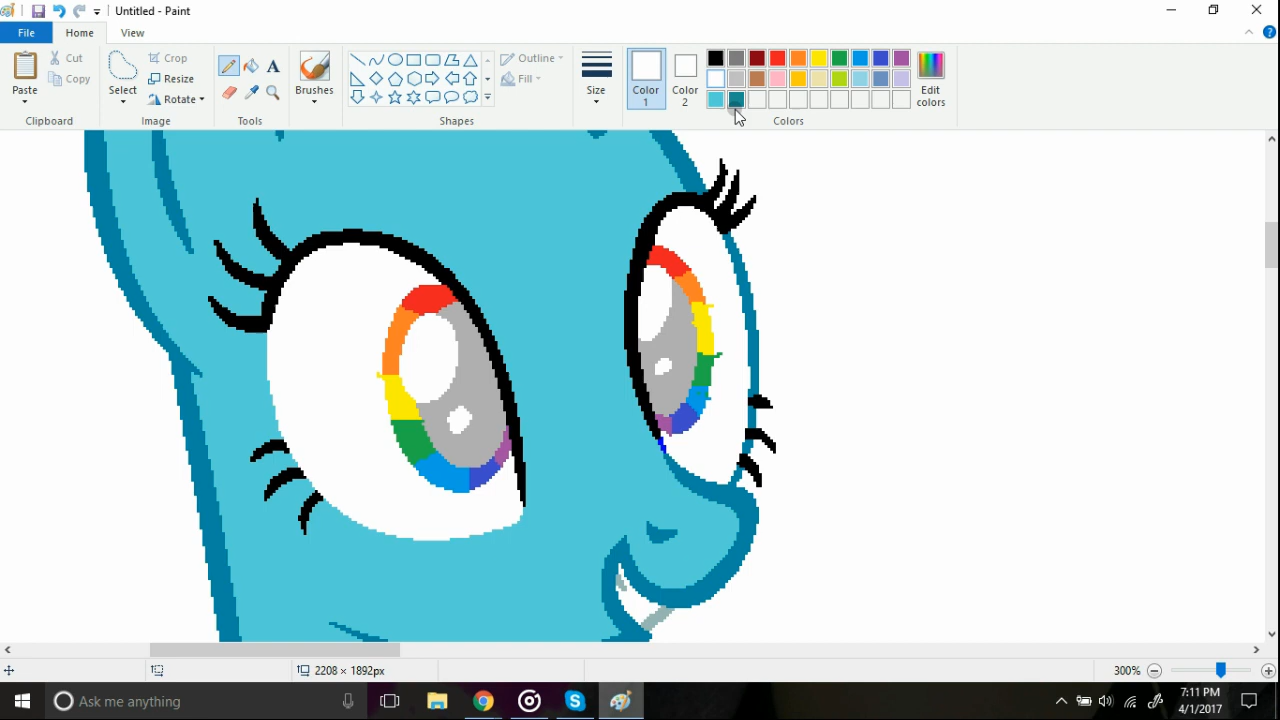 Untitled - Paint
File Home View
Paste
Cut
Copy
Clipboard
Select
Crop
Resize
Rotate
Image
A
Tools
Brushes
Outline
Fill
Shapes
Size
Color 1
Color 2
Edit colors
Colors
2208 × 1892px
300%
Ask me anything
7:11 PM
4/1/2017